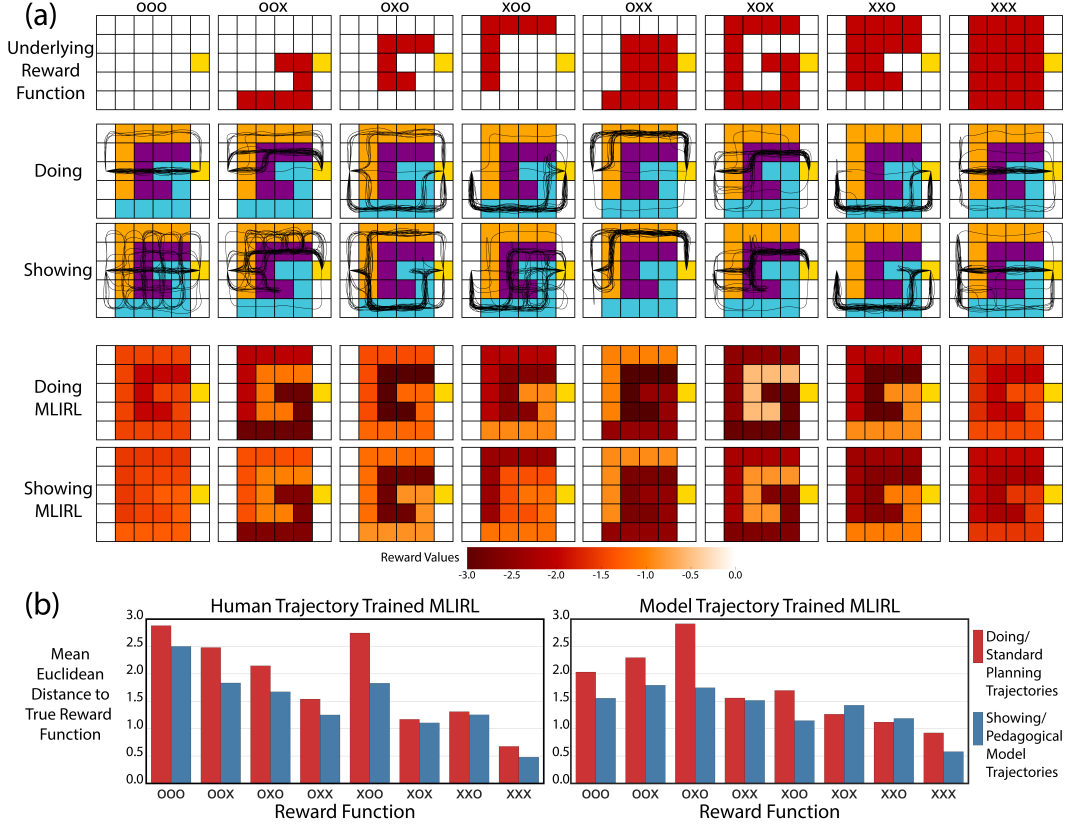 (a)
ooo oox oxo xoo oxx xox xxo xxx
Underlying
Reward
Function
Doing
Showing
Doing
MLIRL
Showing
MLIRL
Reward Values
-3.0 -2.5 -2.0 -1.5 -1.0 -0.5 0.0
(b)
Human Trajectory Trained MLIRL
Model Trajectory Trained MLIRL
Mean
Euclidean
Distance to
True Reward
Function
3.0
2.5
2.0
1.5
1.0
0.5
0.0
ooo oox oxo oxx xoo xox xxo xxx
Reward Function
3.0
2.5
2.0
1.5
1.0
0.5
0.0
ooo oox oxo oxx xoo xox xxo xxx
Reward Function
Doing/
Standard
Planning
Trajectories
Showing/
Pedagogical
Model
Trajectories